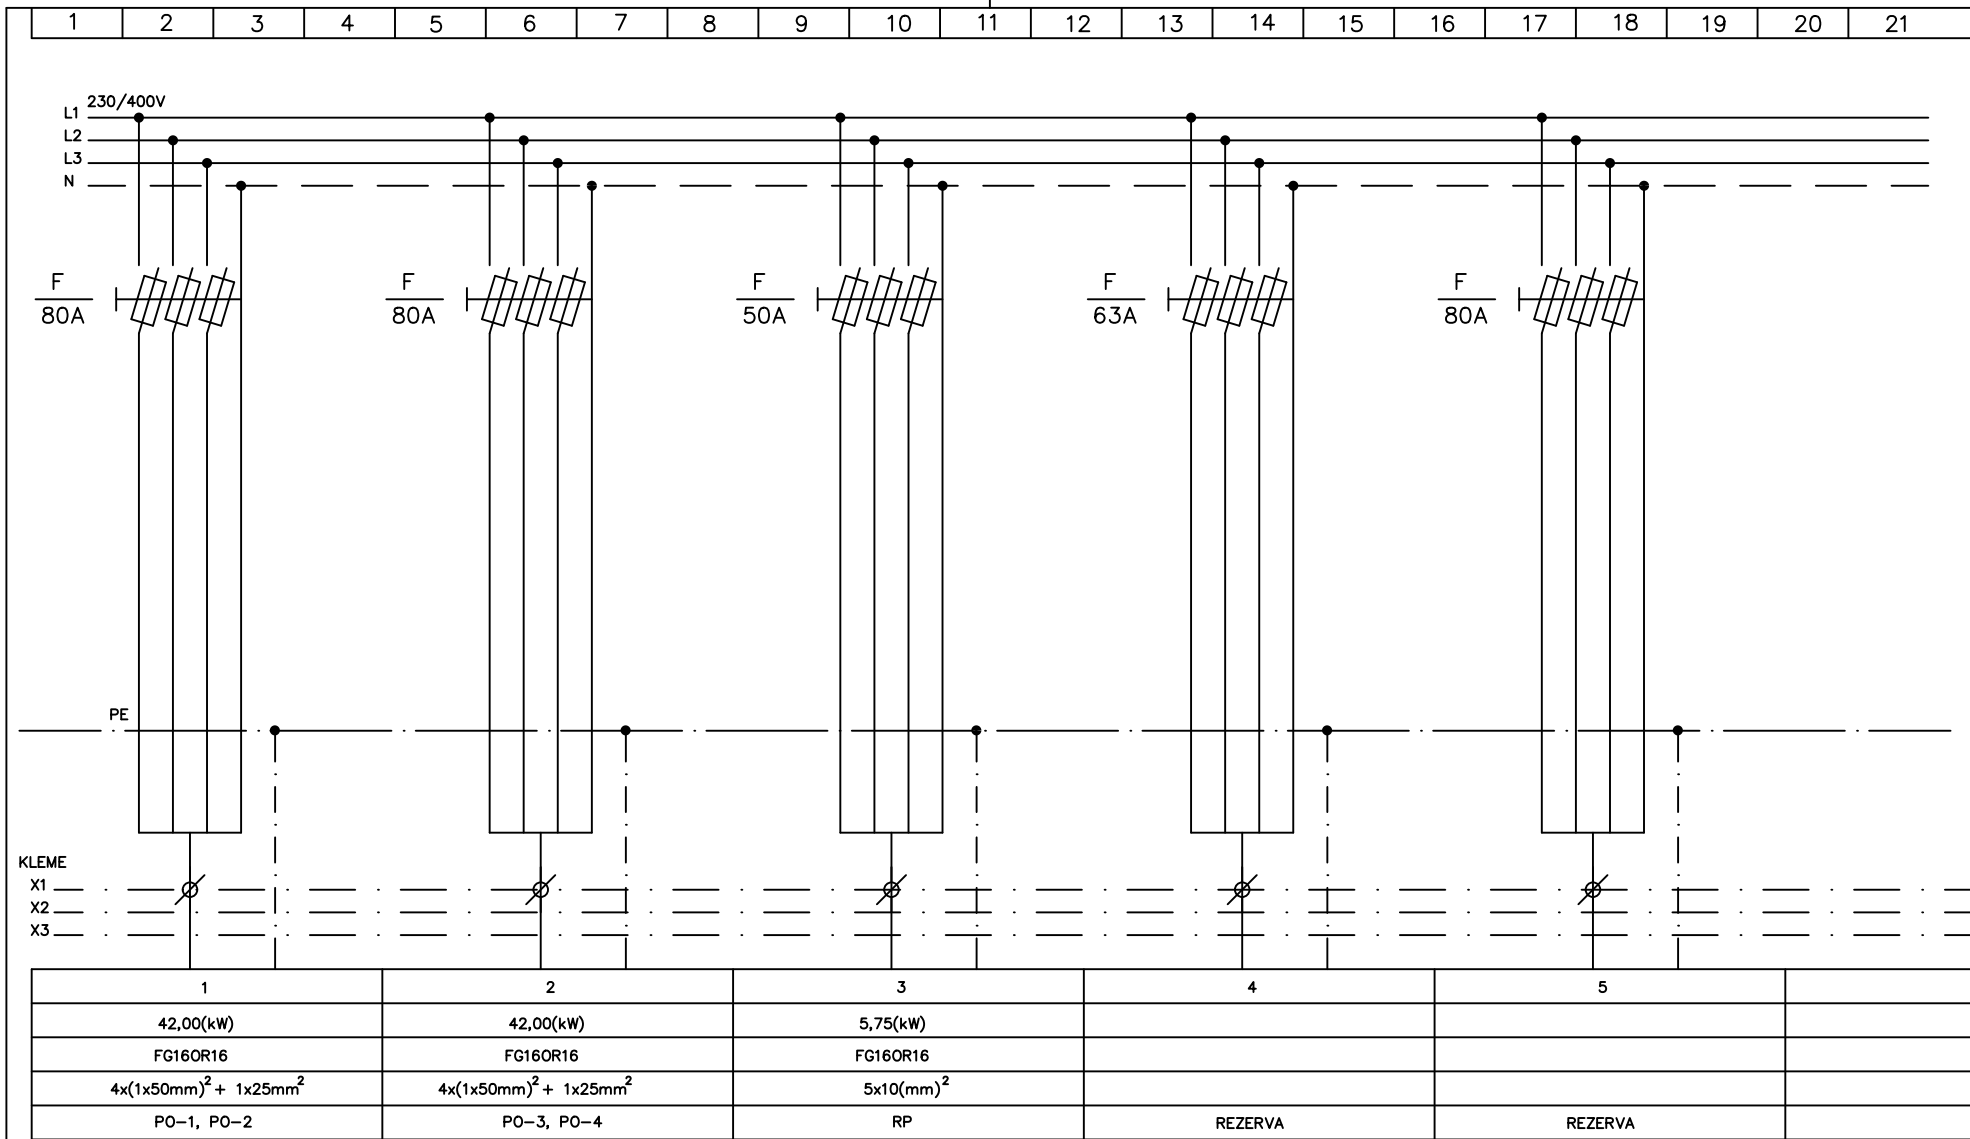 1 2 3 4 5 6 7 8 9 10 11 12 13 14 15 16 17 18 19 20 21
230/400V
L1
L2
L3
N
F F F F F
80A 80A 50A 63A 80A
PE
KLEME
X1
X2
X3
1 2 3 4 5
42,00(kW) 42,00(kW) 5,75(kW)
FG16OR16 FG16OR16 FG16OR16
4x(1x50mm)² + 1x25mm² 4x(1x50mm)² + 1x25mm² 5x10(mm)²
PO-1, PO-2 PO-3, PO-4 RP REZERVA REZERVA